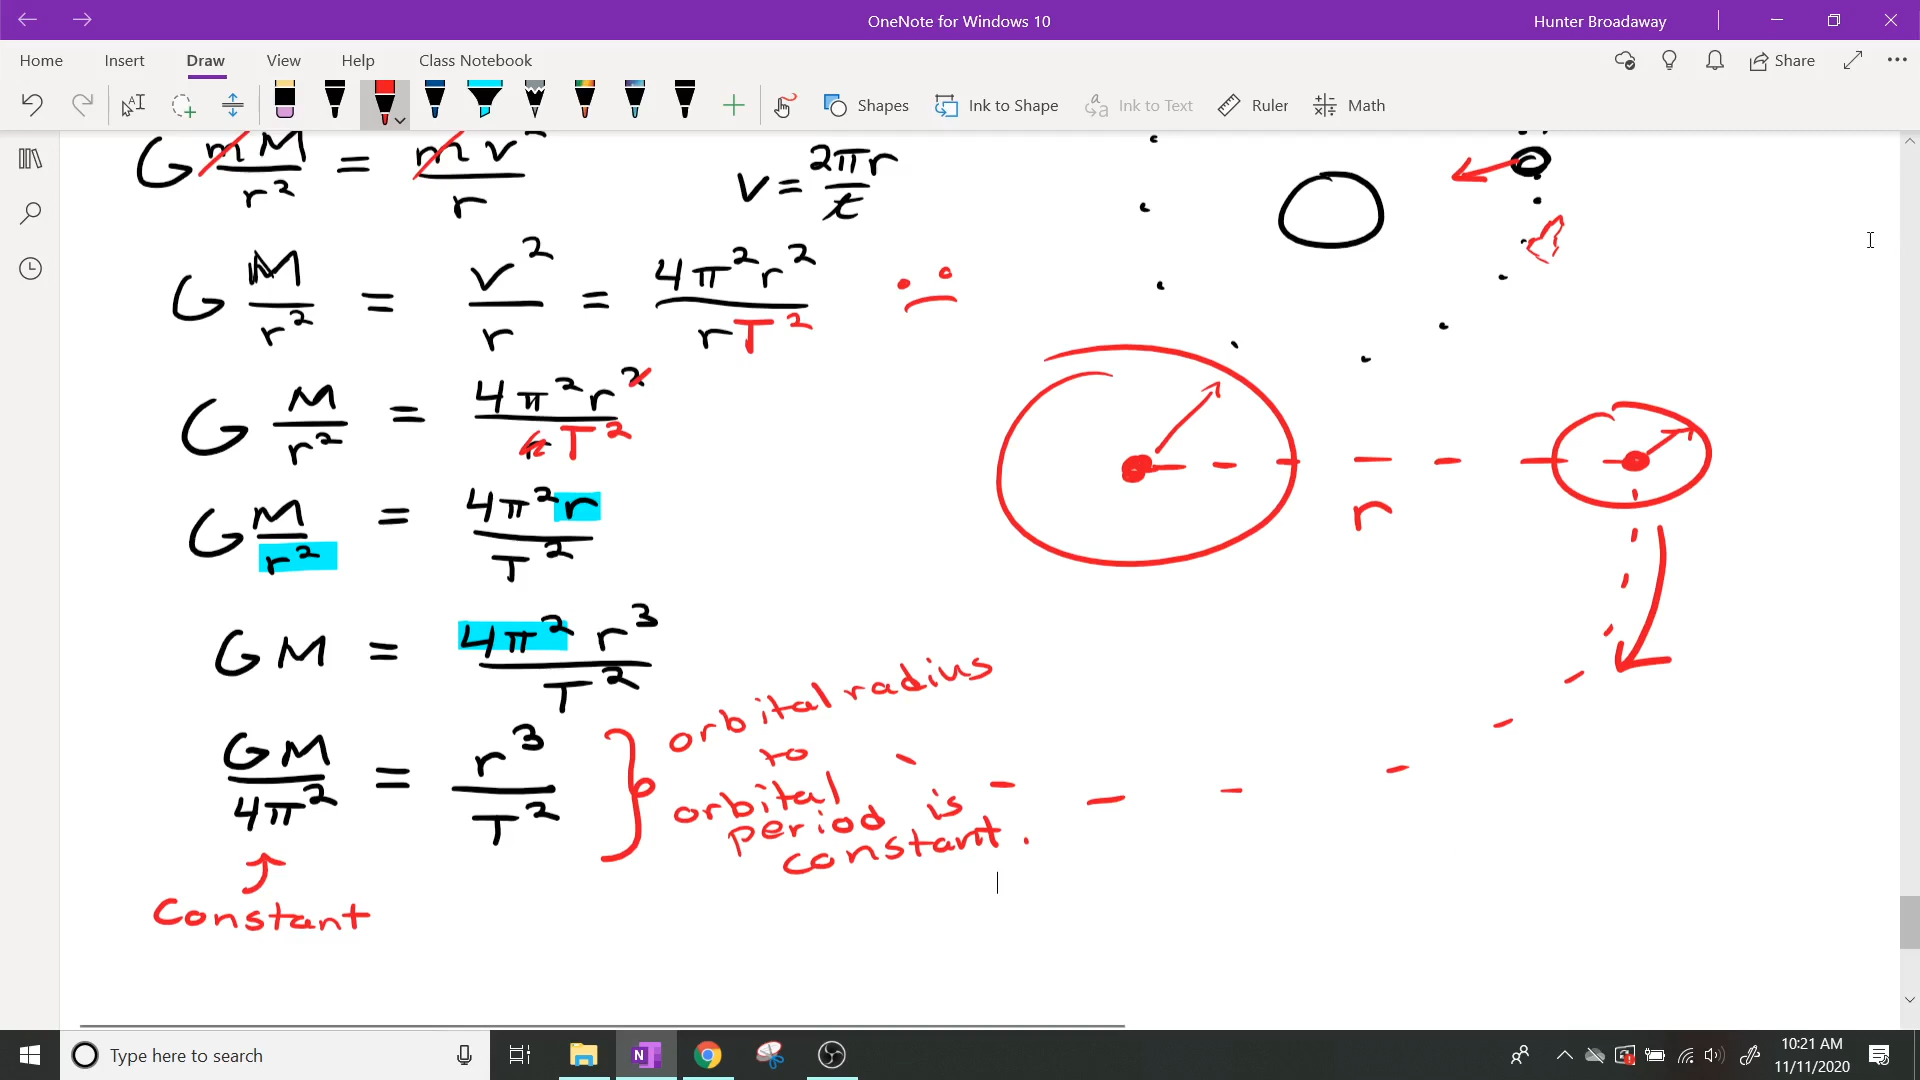 OneNote for Windows 10
Hunter Broadaway
Home Insert Draw View Help Class Notebook
Share
Shapes Ink to Shape Ink to Text Ruler Math
G mM/r² = mv²/r
v = 2πr/t
G M/r² = v²/r = 4π²r²/rT²
G M/r² = 4π²r²/rT²
G M/r² = 4π²r/T²
GM = 4π² r³/T²
GM/4π² = r³/T²
orbital radius
to
orbital
period is
constant.
Constant
r
Type here to search
10:21 AM
11/11/2020